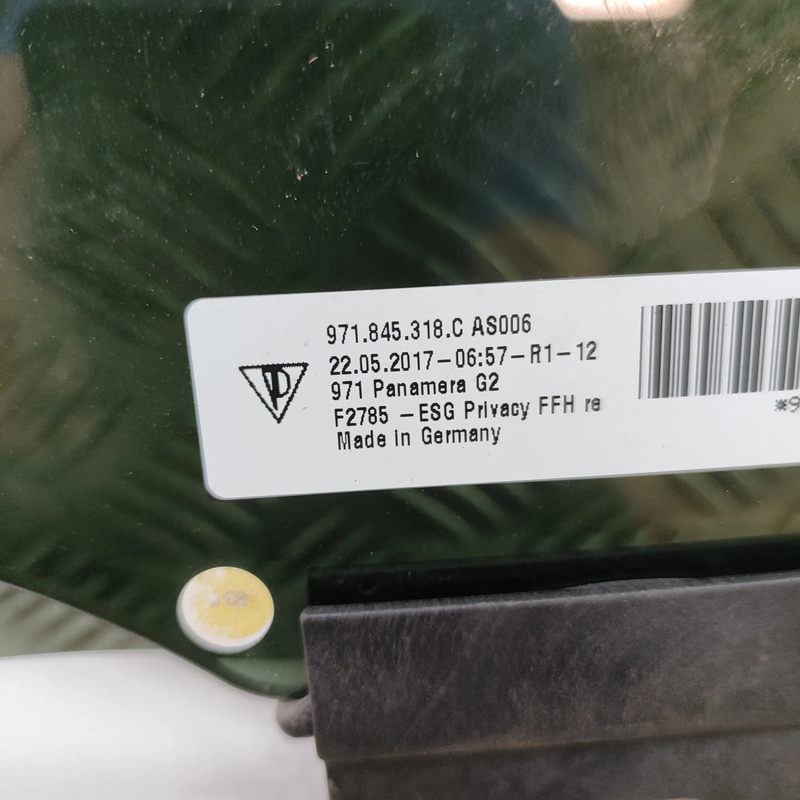 971.845.318.C AS006
22.05.2017-06:57-R1-12
971 Panamera G2
F2785 -ESG Privacy FFH re
Made in Germany
*9